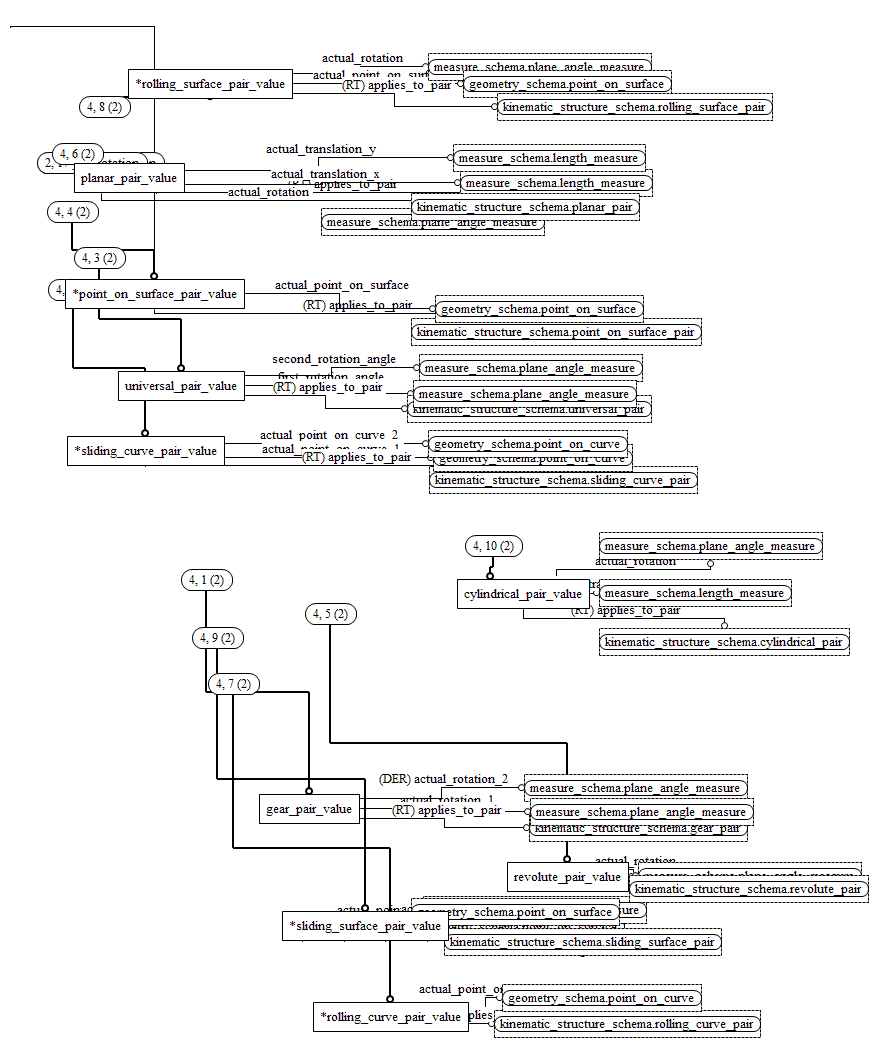 actual_rotation
measure_schema.plane_angle_measure
*rolling_surface_pair_value
(RT) applies_to_pair
geometry_schema.point_on_surface
4, 8 (2)
kinematic_structure_schema.rolling_surface_pair
actual_translation_y
4, 6 (2)
measure_schema.length_measure
planar_pair_value
actual_translation_x
measure_schema.length_measure
applies_to_pair
actual_rotation
kinematic_structure_schema.planar_pair
4, 4 (2)
measure_schema.plane_angle_measure
4, 3 (2)
actual_point_on_surface
*point_on_surface_pair_value
(RT) applies_to_pair
geometry_schema.point_on_surface
kinematic_structure_schema.point_on_surface_pair
second_rotation_angle
measure_schema.plane_angle_measure
first_rotation_angle
universal_pair_value
(RT) applies_to_pair
measure_schema.plane_angle_measure
kinematic_structure_schema.universal_pair
actual_point_on_curve_2
geometry_schema.point_on_curve
*sliding_curve_pair_value
actual_point_on_curve_1
(RT) applies_to_pair
geometry_schema.point_on_curve
kinematic_structure_schema.sliding_curve_pair
4, 10 (2)
measure_schema.plane_angle_measure
actual_rotation
4, 1 (2)
cylindrical_pair_value
measure_schema.length_measure
4, 5 (2)
(RT) applies_to_pair
4, 9 (2)
kinematic_structure_schema.cylindrical_pair
4, 7 (2)
(DER) actual_rotation_2
measure_schema.plane_angle_measure
actual_rotation_1
gear_pair_value
(RT) applies_to_pair
measure_schema.plane_angle_measure
kinematic_structure_schema.gear_pair
actual_rotation
revolute_pair_value
measure_schema.plane_angle_measure
kinematic_structure_schema.revolute_pair
geometry_schema.point_on_surface
*sliding_surface_pair_value
kinematic_structure_schema.sliding_surface_pair
actual_point_on
geometry_schema.point_on_curve
*rolling_curve_pair_value
kinematic_structure_schema.rolling_curve_pair